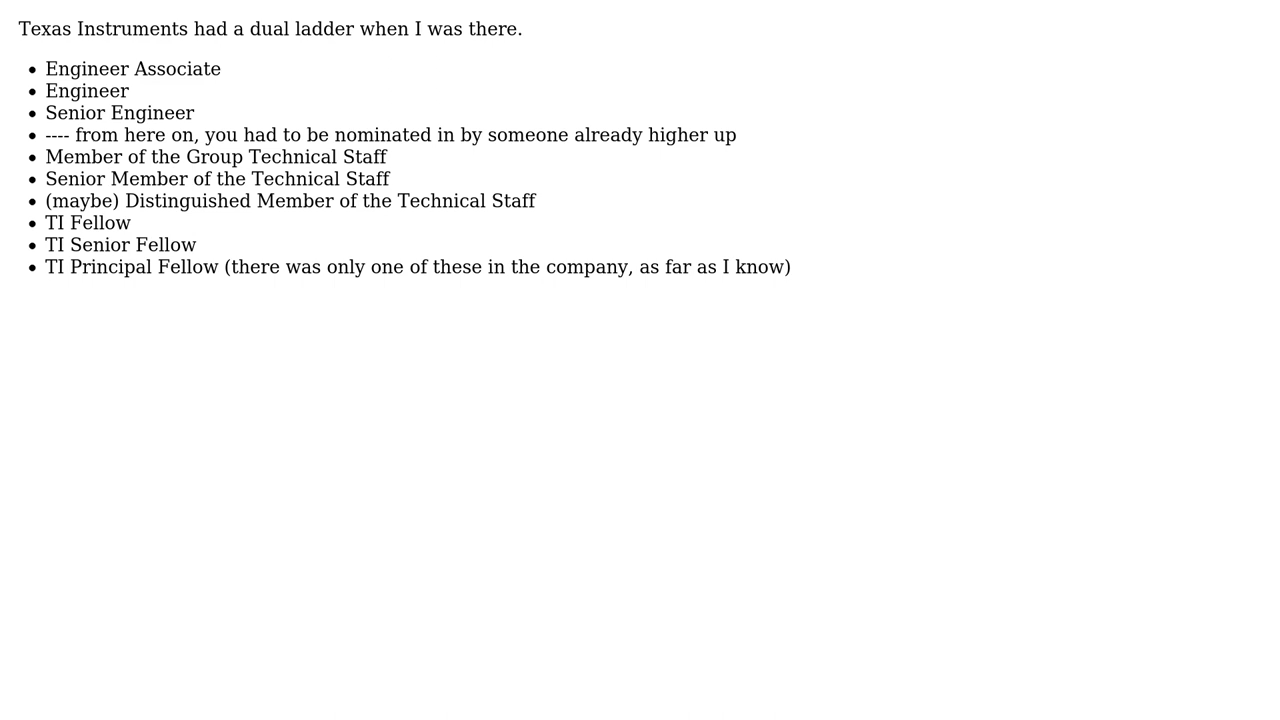 Texas Instruments had a dual ladder when I was there.
• Engineer Associate
• Engineer
• Senior Engineer
• ---- from here on, you had to be nominated in by someone already higher up
• Member of the Group Technical Staff
• Senior Member of the Technical Staff
• (maybe) Distinguished Member of the Technical Staff
• TI Fellow
• TI Senior Fellow
• TI Principal Fellow (there was only one of these in the company, as far as I know)